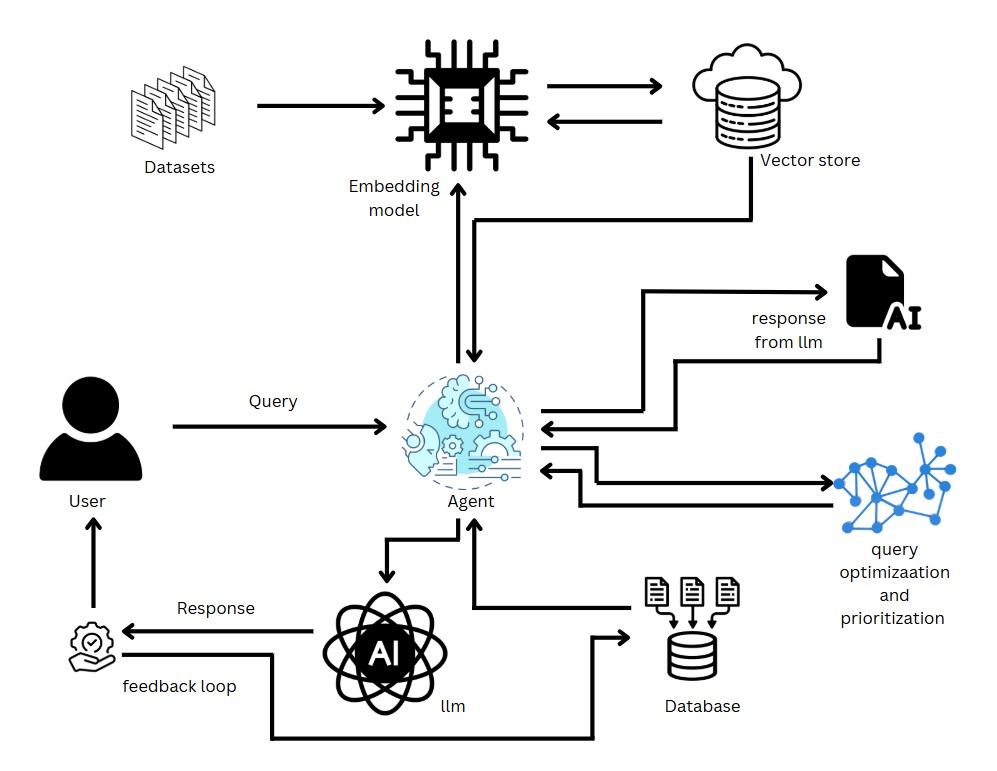 Datasets
Embedding
model
Vector store
response
from llm
AI
Query
User
Agent
query
optimizaation
and
prioritization
Response
AI
feedback loop
llm
Database